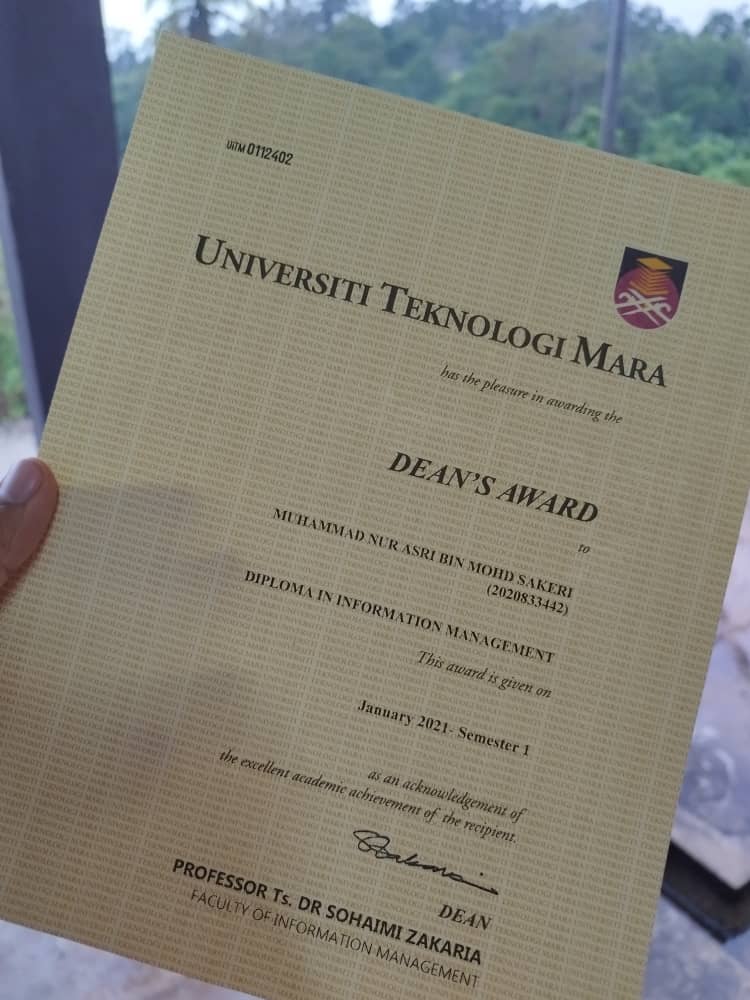 UiTM 0112402
UNIVERSITI TEKNOLOGI MARA
has the pleasure in awarding the
DEAN'S AWARD
to
MUHAMMAD NUR ASRI BIN MOHD SAKERI
(2020833442)
DIPLOMA IN INFORMATION MANAGEMENT
This award is given on
January 2021- Semester 1
as an acknowledgement of
the excellent academic achievement of the recipient.
DEAN
PROFESSOR Ts. DR SOHAIMI ZAKARIA
FACULTY OF INFORMATION MANAGEMENT